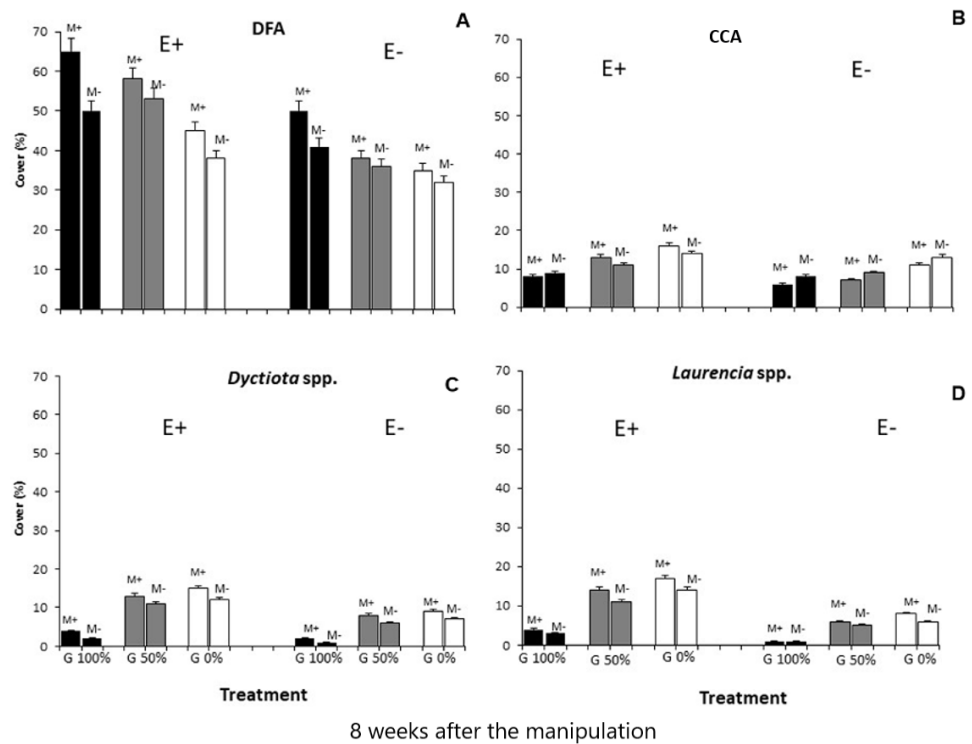 DFA A
E+ E-
Cover (%)
70
60
50
40
30
20
10
0
M+ M- M+ M- M+ M- M+ M- M+ M- M+ M-
CCA B
E+ E-
70
60
50
40
30
20
10
0
M+ M- M+ M- M+ M- M+ M- M+ M- M+ M-
Dyctiota spp. C
E+ E-
Cover (%)
70
60
50
40
30
20
10
0
M+ M- M+ M- M+ M- M+ M- M+ M- M+ M-
G 100% G 50% G 0% G 100% G 50% G 0%
Treatment
Laurencia spp. D
E+ E-
70
60
50
40
30
20
10
0
M+ M- M+ M- M+ M- M+ M- M+ M- M+ M-
G 100% G 50% G 0% G 100% G 50% G 0%
Treatment
8 weeks after the manipulation